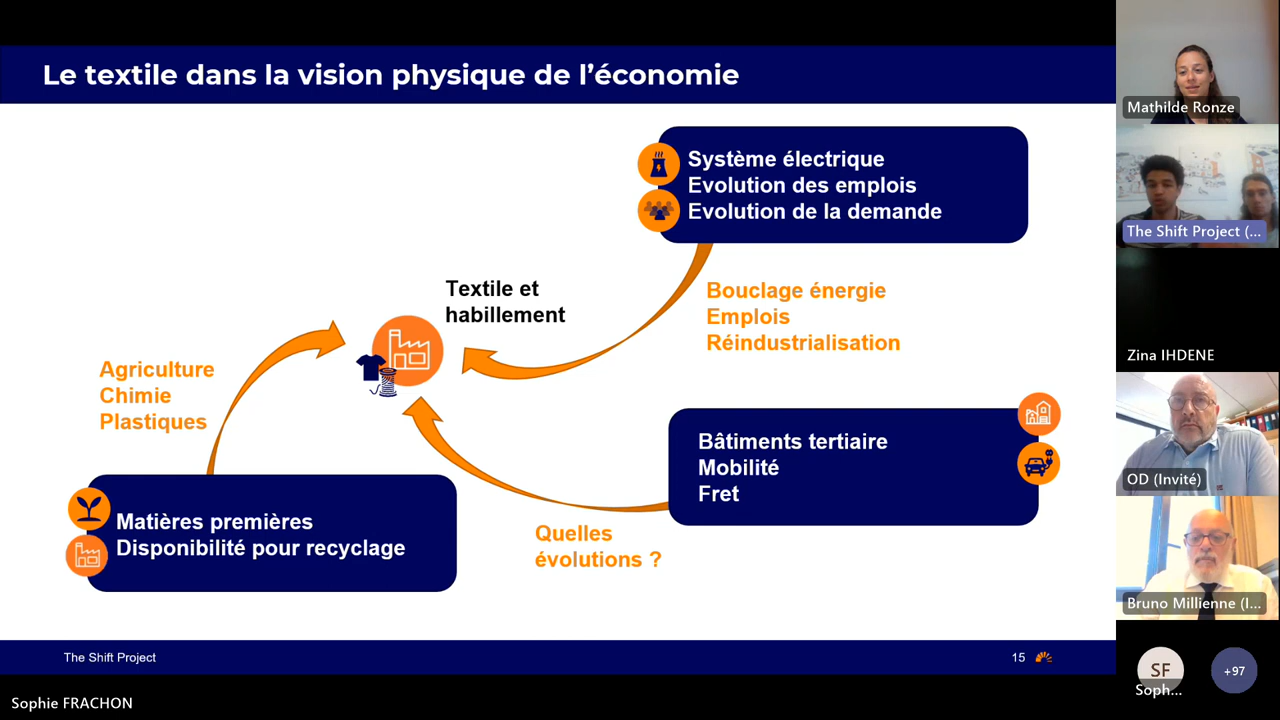 Le textile dans la vision physique de l'économie
Système électrique
Evolution des emplois
Evolution de la demande
Textile et
habillement
Bouclage énergie
Emplois
Réindustrialisation
Agriculture
Chimie
Plastiques
Bâtiments tertiaire
Mobilité
Fret
Matières premières
Disponibilité pour recyclage
Quelles
évolutions ?
The Shift Project
15
Sophie FRACHON
Mathilde Ronze
The Shift Project (...
Zina IHDENE
OD (Invité)
Bruno Millienne (I...
SF
Soph...
+97